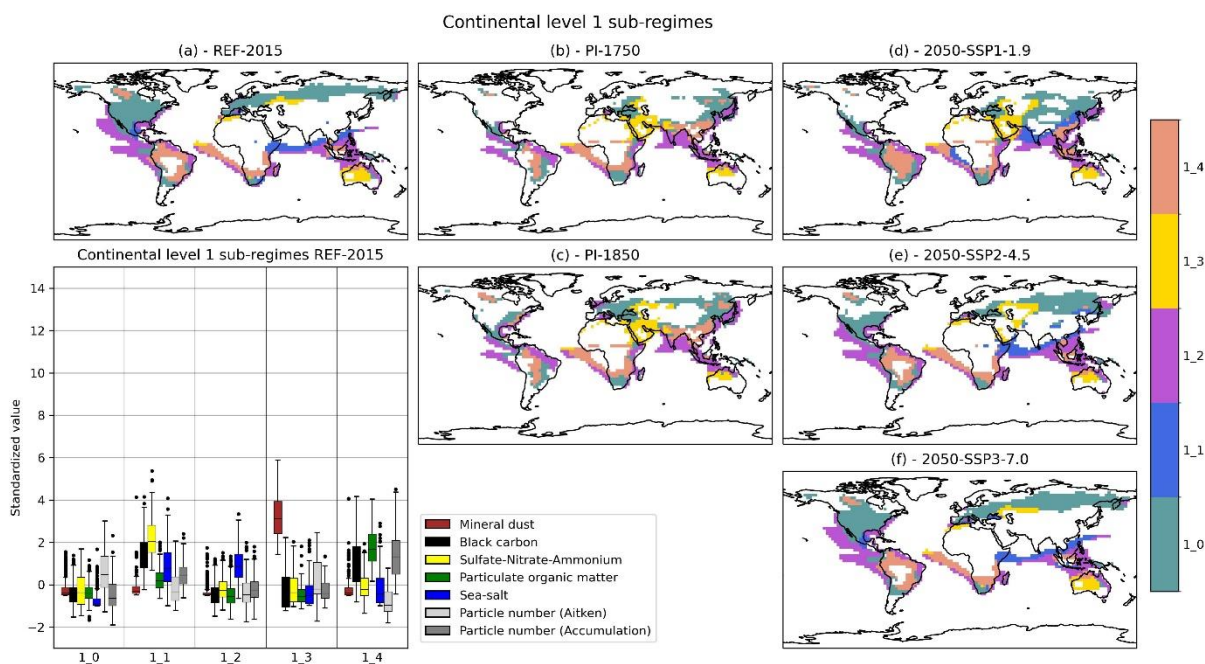 Continental level 1 sub-regimes
(a) - REF-2015
(b) - PI-1750
(d) - 2050-SSP1-1.9
Continental level 1 sub-regimes REF-2015
(c) - PI-1850
(e) - 2050-SSP2-4.5
(f) - 2050-SSP3-7.0
Standardized value
14
12
10
8
6
4
2
0
−2
1_0
1_1
1_2
1_3
1_4
Mineral dust
Black carbon
Sulfate-Nitrate-Ammonium
Particulate organic matter
Sea-salt
Particle number (Aitken)
Particle number (Accumulation)
1_4
1_3
1_2
1_1
1_0